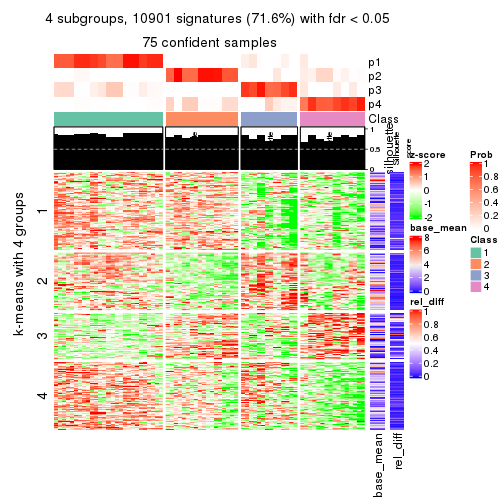 4 subgroups, 10901 signatures (71.6%) with fdr < 0.05
75 confident samples
p1
p2
p3
p4
Class
1
0.5
0
silhouette
Silhouette
score
k-means with 4 groups
1
2
3
4
base_mean
rel_diff
z-score
2
1
0
-1
-2
base_mean
8
6
4
2
0
rel_diff
1
0.8
0.6
0.4
0.2
0
Prob
1
0.8
0.6
0.4
0.2
0
Class
1
2
3
4